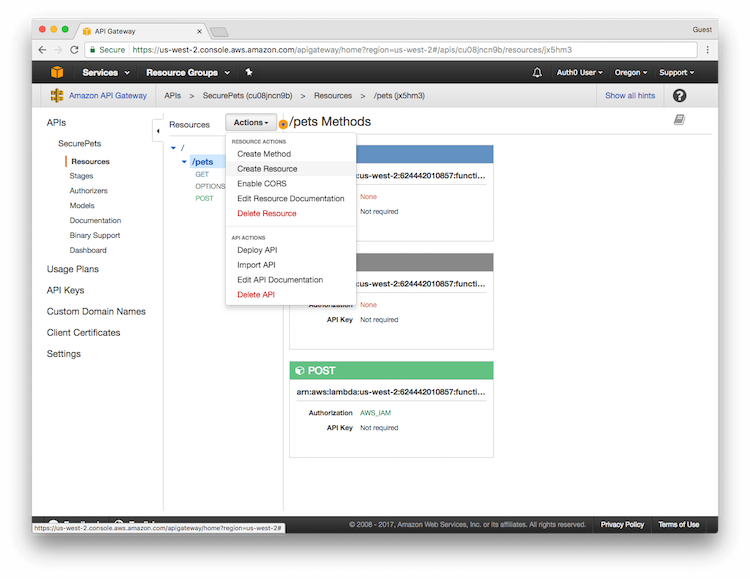 API Gateway
Guest
Secure https://us-west-2.console.aws.amazon.com/apigateway/home?region=us-west-2#/apis/cu08jncn9b/resources/jx5hm3
Services Resource Groups Auth0 User Oregon Support
Amazon API Gateway APIs > SecurePets (cu08jncn9b) > Resources > /pets (jx5hm3) Show all hints
APIs
SecurePets
Resources
Stages
Authorizers
Models
Documentation
Binary Support
Dashboard
Usage Plans
API Keys
Custom Domain Names
Client Certificates
Settings
Resources
Actions
/pets Methods
/
/pets
GET
OPTIONS
POST
RESOURCE ACTIONS
Create Method
Create Resource
Enable CORS
Edit Resource Documentation
Delete Resource
API ACTIONS
Deploy API
Import API
Edit API Documentation
Delete API
us-west-2:624442010857:functi...
None
Not required
us-west-2:624442010857:functi...
Authorization None
API Key Not required
POST
arn:aws:lambda:us-west-2:624442010857:functi...
Authorization AWS_IAM
API Key Not required
© 2008 - 2017, Amazon Web Services, Inc. or its affiliates. All rights reserved. Privacy Policy Terms of Use
https://us-west-2.console.aws.amazon.com/apigateway/home?region=us-west-2#